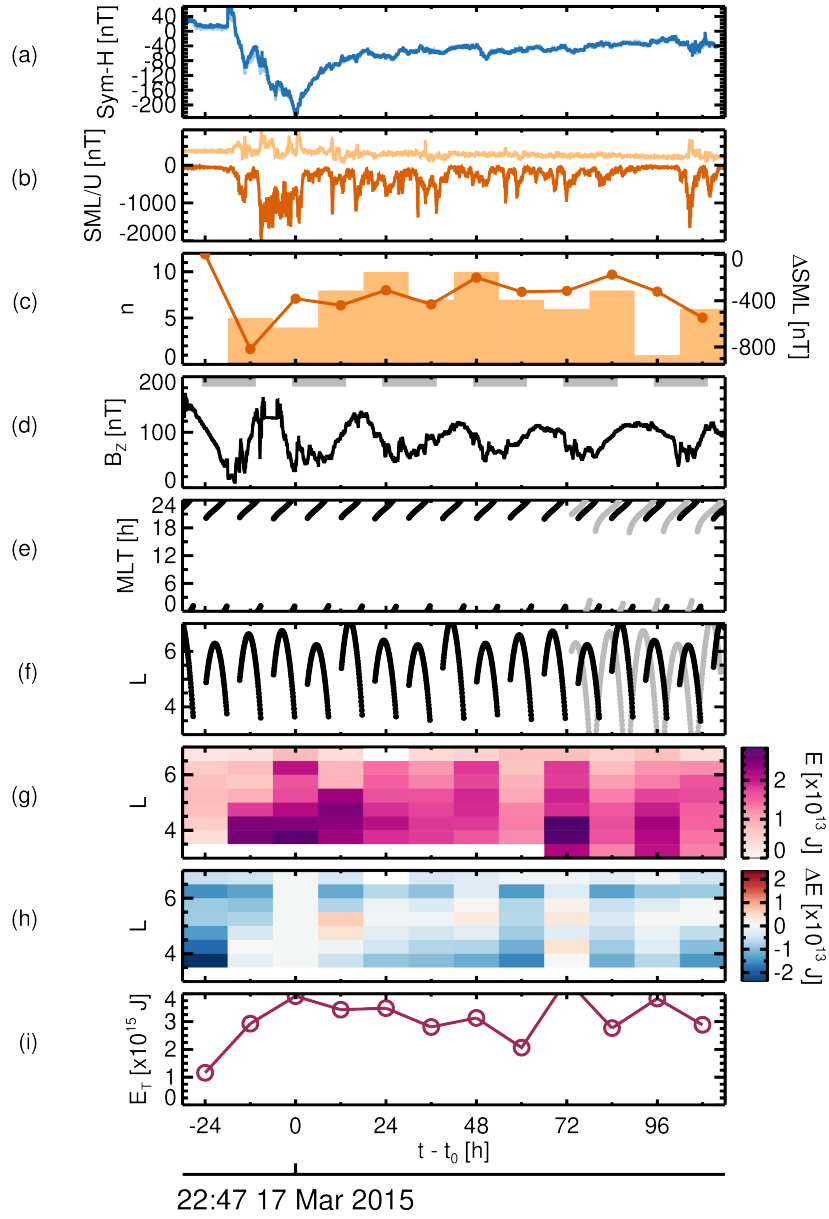 (a)
Sym-H [nT]
40
-40
-120
-200
(b)
SML/U [nT]
0
-1000
-2000
(c)
n
10
5
0
0
-400
-800
ΔSML [nT]
(d)
B_Z [nT]
200
100
0
(e)
MLT [h]
24
18
12
6
0
(f)
L
6
4
(g)
L
6
4
2
1
0
E [x10^13 J]
(h)
L
6
4
2
1
0
-1
-2
ΔE [x10^13 J]
(i)
E_T [x10^15 J]
4
3
2
1
0
-24 0 24 48 72 96
t - t_0 [h]
22:47 17 Mar 2015